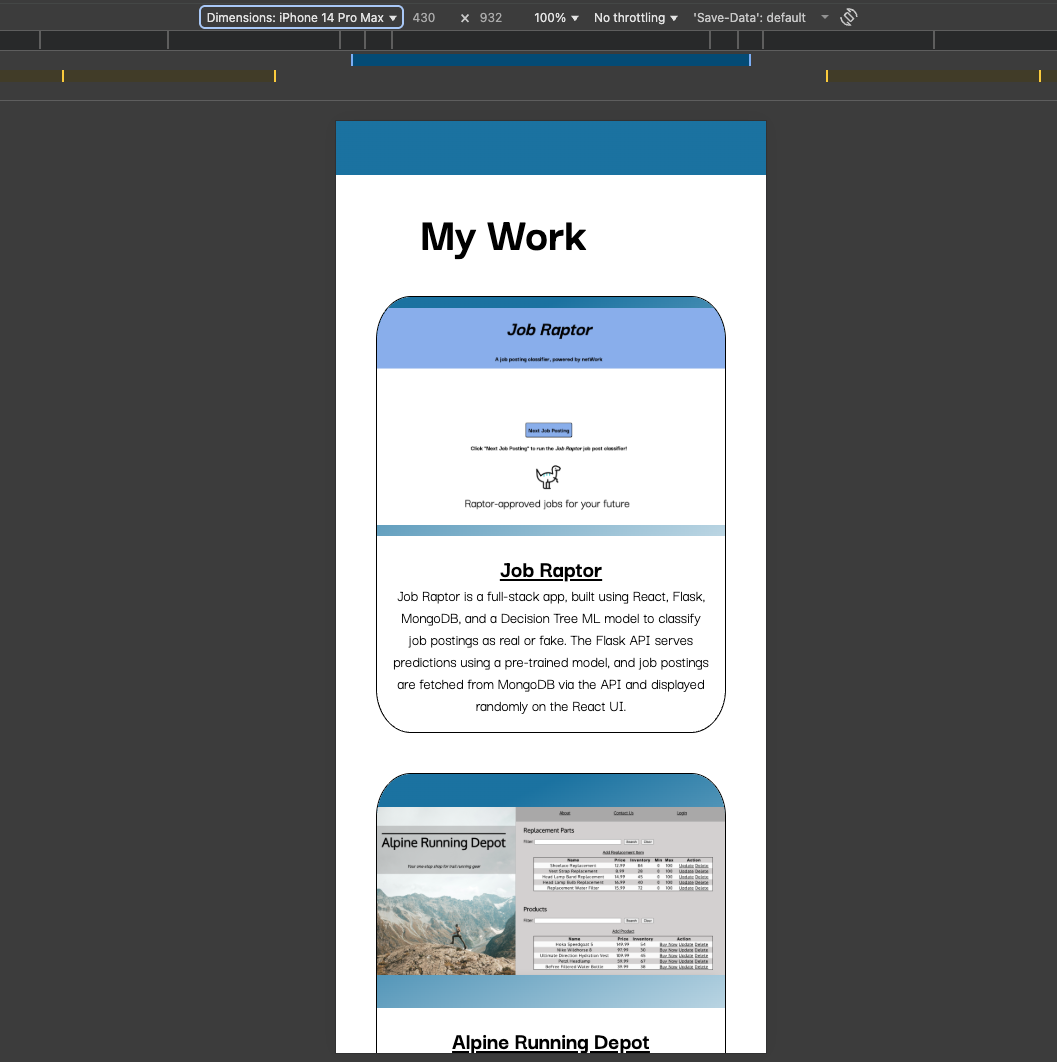 Dimensions: iPhone 14 Pro Max ▾ 430 × 932 100% ▾ No throttling ▾ 'Save-Data': default
My Work
Job Raptor
A job posting classifier, powered by netWork
Next Job Posting
Click "Next Job Posting" to run the Job Raptor job post classifier!
Raptor-approved jobs for your future
Job Raptor
Job Raptor is a full-stack app, built using React, Flask,
MongoDB, and a Decision Tree ML model to classify
job postings as real or fake. The Flask API serves
predictions using a pre-trained model, and job postings
are fetched from MongoDB via the API and displayed
randomly on the React UI.
About Contact Us Login
Alpine Running Depot
Your one stop shop for trail running gear
Replacement Parts
Filter: Search Clear
Add Replacement Item
Name Price Inventory Min Max Action
Shoelace Replacement 12.99 84 0 100 Update Delete
Vest Strap Replacement 8.99 28 0 100 Update Delete
Head Lamp Band Replacement 14.99 45 0 100 Update Delete
Head Lamp Bulb Replacement 16.99 40 0 100 Update Delete
Replacement Water Filter 15.99 72 0 100 Update Delete
Products
Filter: Search Clear
Add Product
Name Price Inventory Action
Hoka Speedgoat 5 149.99 54 Buy Now Update Delete
Nike Wildhorse 8 97.99 30 Buy Now Update Delete
Ultimate Direction Hydration Vest 109.99 45 Buy Now Update Delete
Petzl Headlamp 59.99 67 Buy Now Update Delete
BeFree Filtered Water Bottle 39.99 38 Buy Now Update Delete
Alpine Running Depot